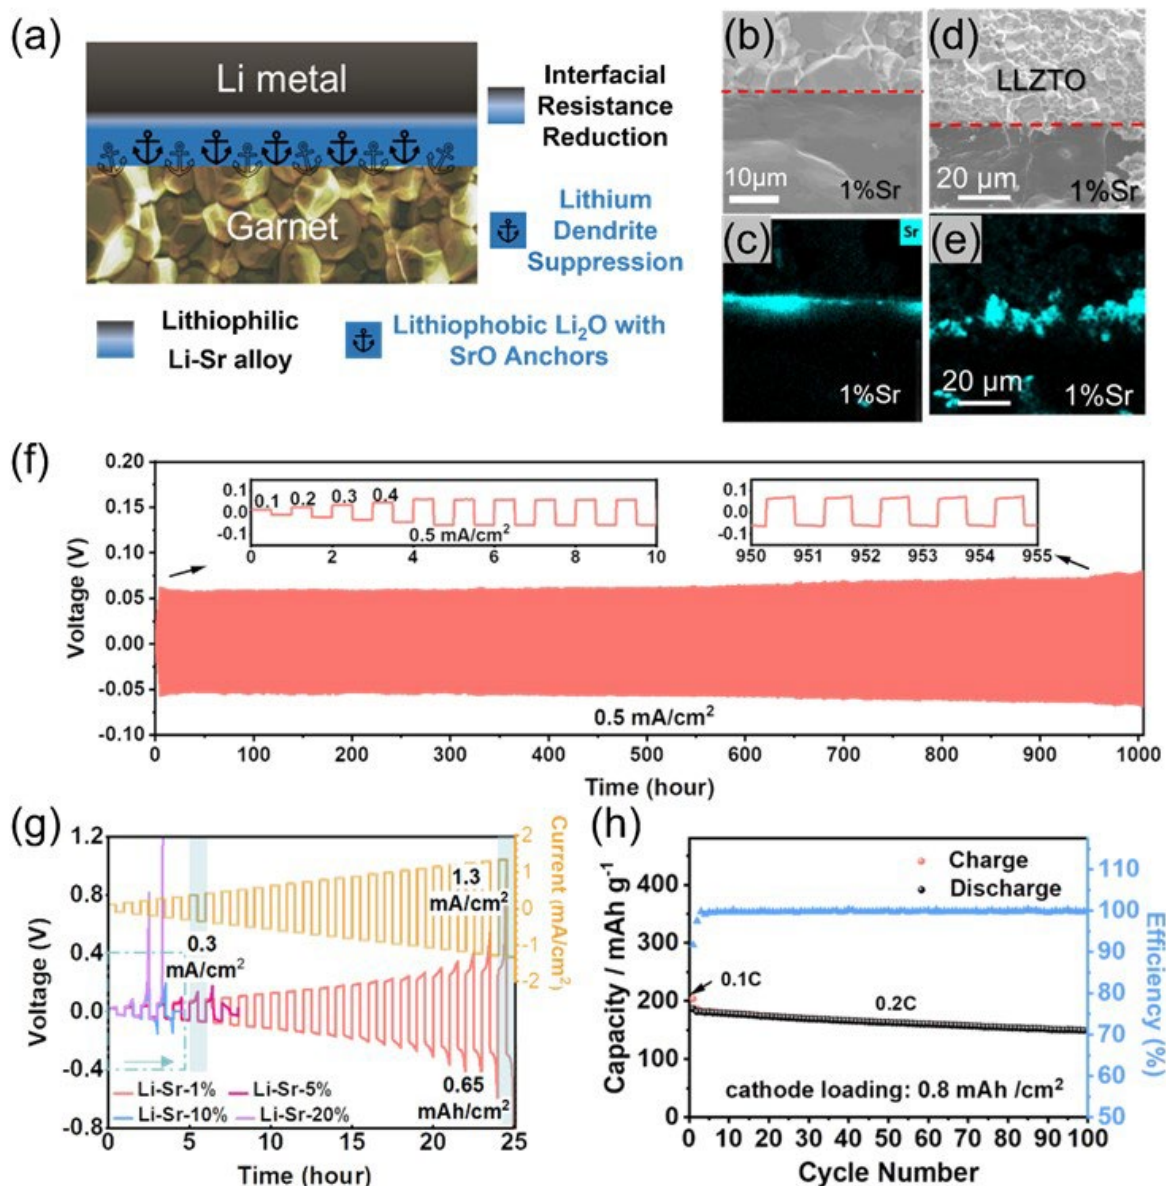 (a)
Li metal
Garnet
Interfacial
Resistance
Reduction
Lithium
Dendrite
Suppression
Lithiophilic
Li-Sr alloy
Lithiophobic Li₂O with
SrO Anchors
(b)
10μm
1%Sr
(d)
LLZTO
20 μm
1%Sr
(c)
Sr
1%Sr
(e)
20 μm
1%Sr
(f)
Voltage (V)
0.20
0.15
0.10
0.05
0.00
-0.05
-0.10
0.1
0.0
-0.1
0.1
0.2
0.3
0.4
0.5 mA/cm²
0 2 4 6 8 10
0.1
0.0
-0.1
950 951 952 953 954 955
0.5 mA/cm²
0 100 200 300 400 500 600 700 800 900 1000
Time (hour)
(g)
Voltage (V)
1.2
0.8
0.4
0.0
-0.4
-0.8
Current (mA/cm²)
2
1
0
-1
-2
1.3
mA/cm²
0.3
mA/cm²
0.65
mAh/cm²
Li-Sr-1%
Li-Sr-5%
Li-Sr-10%
Li-Sr-20%
0 5 10 15 20 25
Time (hour)
(h)
Capacity / mAh g⁻¹
400
300
350
200
150
100
50
0
Charge
Discharge
0.1C
0.2C
cathode loading: 0.8 mAh /cm²
110
100
90
80
70
60
50
Efficiency (%)
0 10 20 30 40 50 60 70 80 90 100
Cycle Number